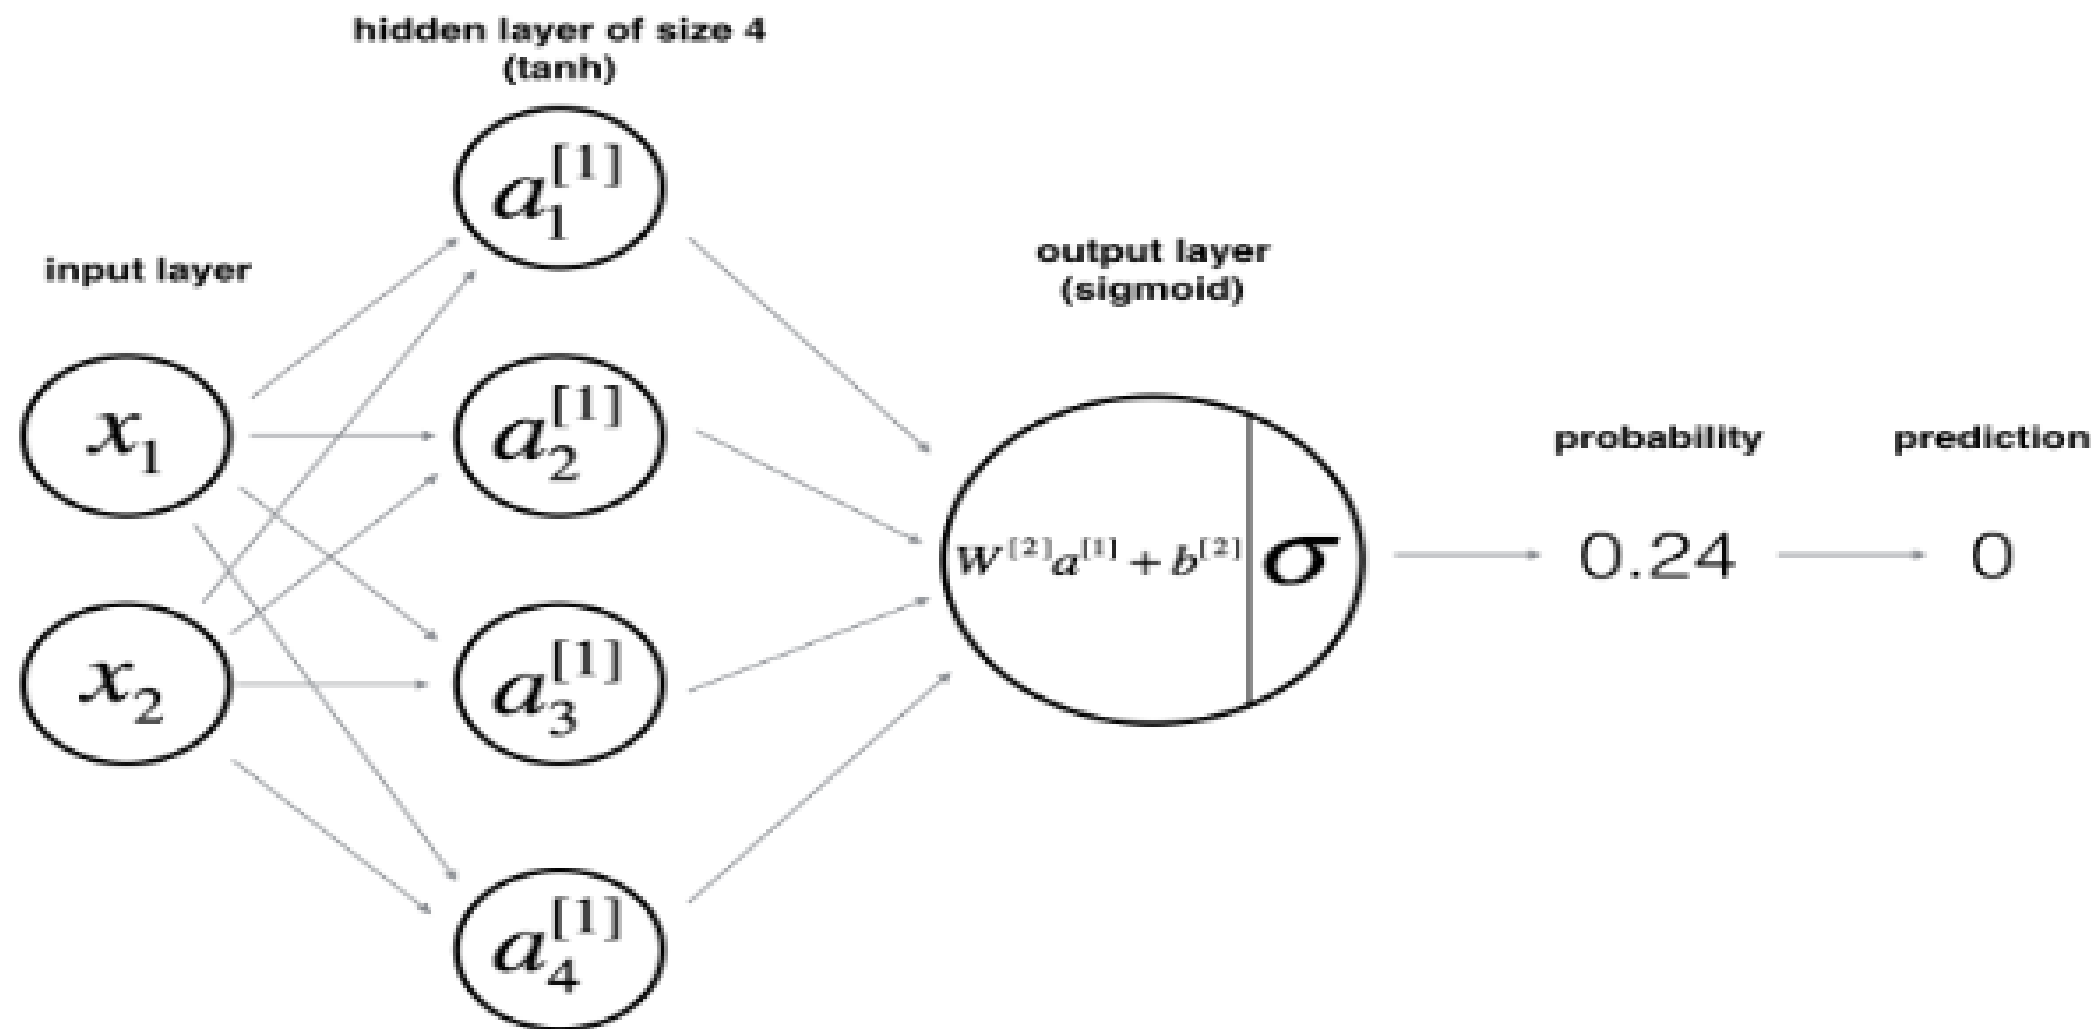 hidden layer of size 4
(tanh)
a₁^[1]
input layer
output layer
(sigmoid)
x₁
a₂^[1]
probability
prediction
W^[2]a^[1] + b^[2]
σ
0.24
0
x₂
a₃^[1]
a₄^[1]